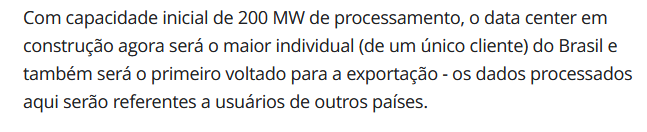 Com capacidade inicial de 200 MW de processamento, o data center em
construção agora será o maior individual (de um único cliente) do Brasil e
também será o primeiro voltado para a exportação - os dados processados
aqui serão referentes a usuários de outros países.